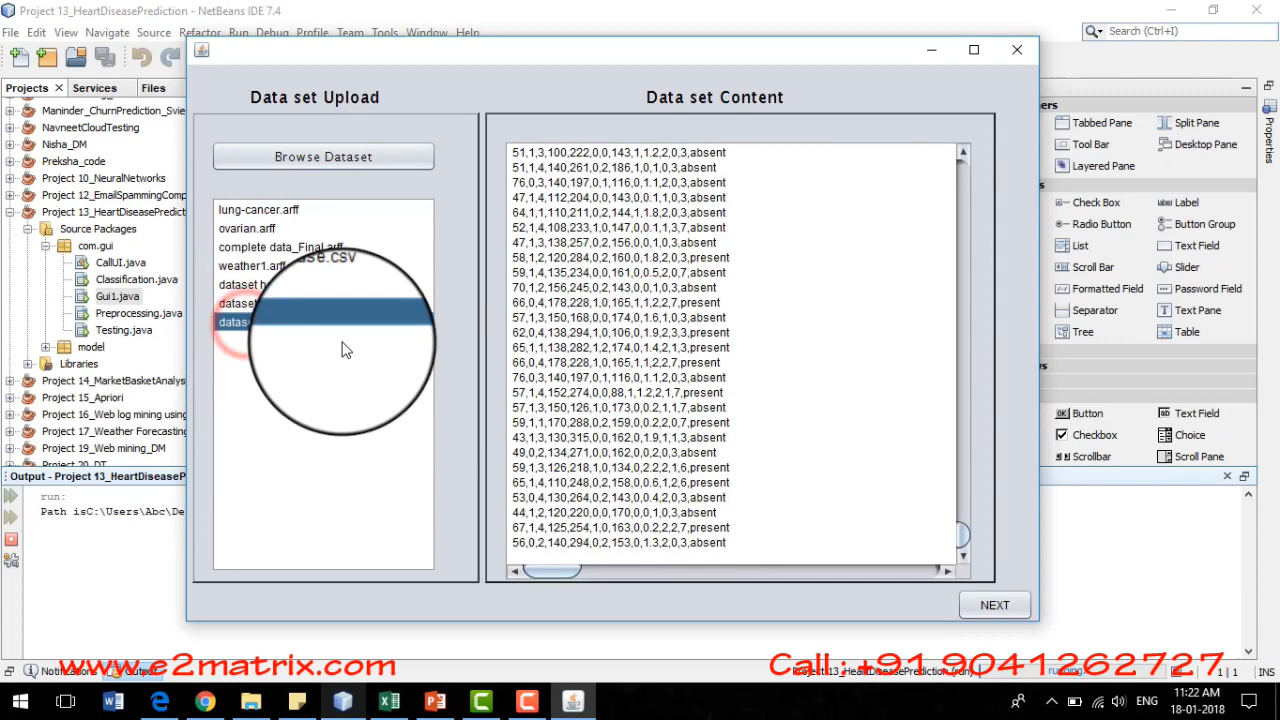 Project 13_HeartDiseasePrediction - NetBeans IDE 7.4
File Edit View Navigate Source Refactor Run Debug Profile Team Tools Window Help
Search (Ctrl+I)
Projects Services Files
Maninder_ChurnPrediction_Svie
NavneetCloudTesting
Nisha_DM
Preksha_code
Project 10_NeuralNetworks
Project 12_EmailSpammingComp
Project 13_HeartDiseasePredict
Source Packages
com.gui
CallUI.java
Classification.java
Gui1.java
Preprocessing.java
Testing.java
model
Libraries
Project 14_MarketBasketAnalys
Project 15_Apriori
Project 16_Web log mining using
Project 17_Weather Forecasting
Project 19_Web mining_DM
Project 20_DT
Data set Upload
Browse Dataset
lung-cancer.arff
ovarian.arff
complete data_Final.arff
weather1.arff
dataset h
dataset
datas
use.csv
Data set Content
51,1,3,100,222,0,0,143,1,1.2,2,0,3,absent
51,1,4,140,261,0,2,186,1,0,1,0,3,absent
76,0,3,140,197,0,1,116,0,1.1,2,0,3,absent
47,1,4,112,204,0,0,143,0,0.1,1,0,3,absent
64,1,1,110,211,0,2,144,1,1.8,2,0,3,absent
52,1,4,108,233,1,0,147,0,0.1,1,3,7,absent
47,1,3,138,257,0,2,156,0,0,1,0,3,absent
58,1,2,120,284,0,2,160,0,1.8,2,0,3,present
59,1,4,135,234,0,0,161,0,0.5,2,0,7,absent
70,1,2,156,245,0,2,143,0,0,1,0,3,absent
66,0,4,178,228,1,0,165,1,1,2,2,7,present
57,1,3,150,168,0,0,174,0,1.6,1,0,3,absent
62,0,4,138,294,1,0,106,0,1.9,2,3,3,present
65,1,1,138,282,1,2,174,0,1.4,2,1,3,present
66,0,4,178,228,1,0,165,1,1,2,2,7,present
76,0,3,140,197,0,1,116,0,1.1,2,0,3,absent
57,1,4,152,274,0,0,88,1,1.2,2,1,7,present
57,1,3,150,126,1,0,173,0,0.2,1,1,7,absent
59,1,1,170,288,0,2,159,0,0.2,2,0,7,present
43,1,3,130,315,0,0,162,0,1.9,1,1,3,absent
49,0,2,134,271,0,0,162,0,0,2,0,3,absent
59,1,3,126,218,1,0,134,0,2.2,2,1,6,present
65,1,4,110,248,0,2,158,0,0.6,1,2,6,present
53,0,4,130,264,0,2,143,0,0.4,2,0,3,absent
44,1,2,120,220,0,0,170,0,0,1,0,3,absent
67,1,4,125,254,1,0,163,0,0.2,2,2,7,present
56,0,2,140,294,0,2,153,0,1.3,2,0,3,absent
NEXT
ers
Tabbed Pane Split Pane
Tool Bar Desktop Pane
Layered Pane
s
Check Box Label
Radio Button Button Group
List Combo Box
Scroll Bar Slider
Formatted Field Password Field
Separator Text Pane
Tree Table
Properties
ws
Button Text Field
Checkbox Choice
Scrollbar Scroll Pane
Output - Project 13_HeartDiseaseP
run:
Path isC:\Users\Abc\De
Notifications Output
Project 13_HeartDiseasePrediction (run) running... 1 | 1 INS
www.e2matrix.com
Call : +91 9041262727
ENG
11:22 AM
18-01-2018